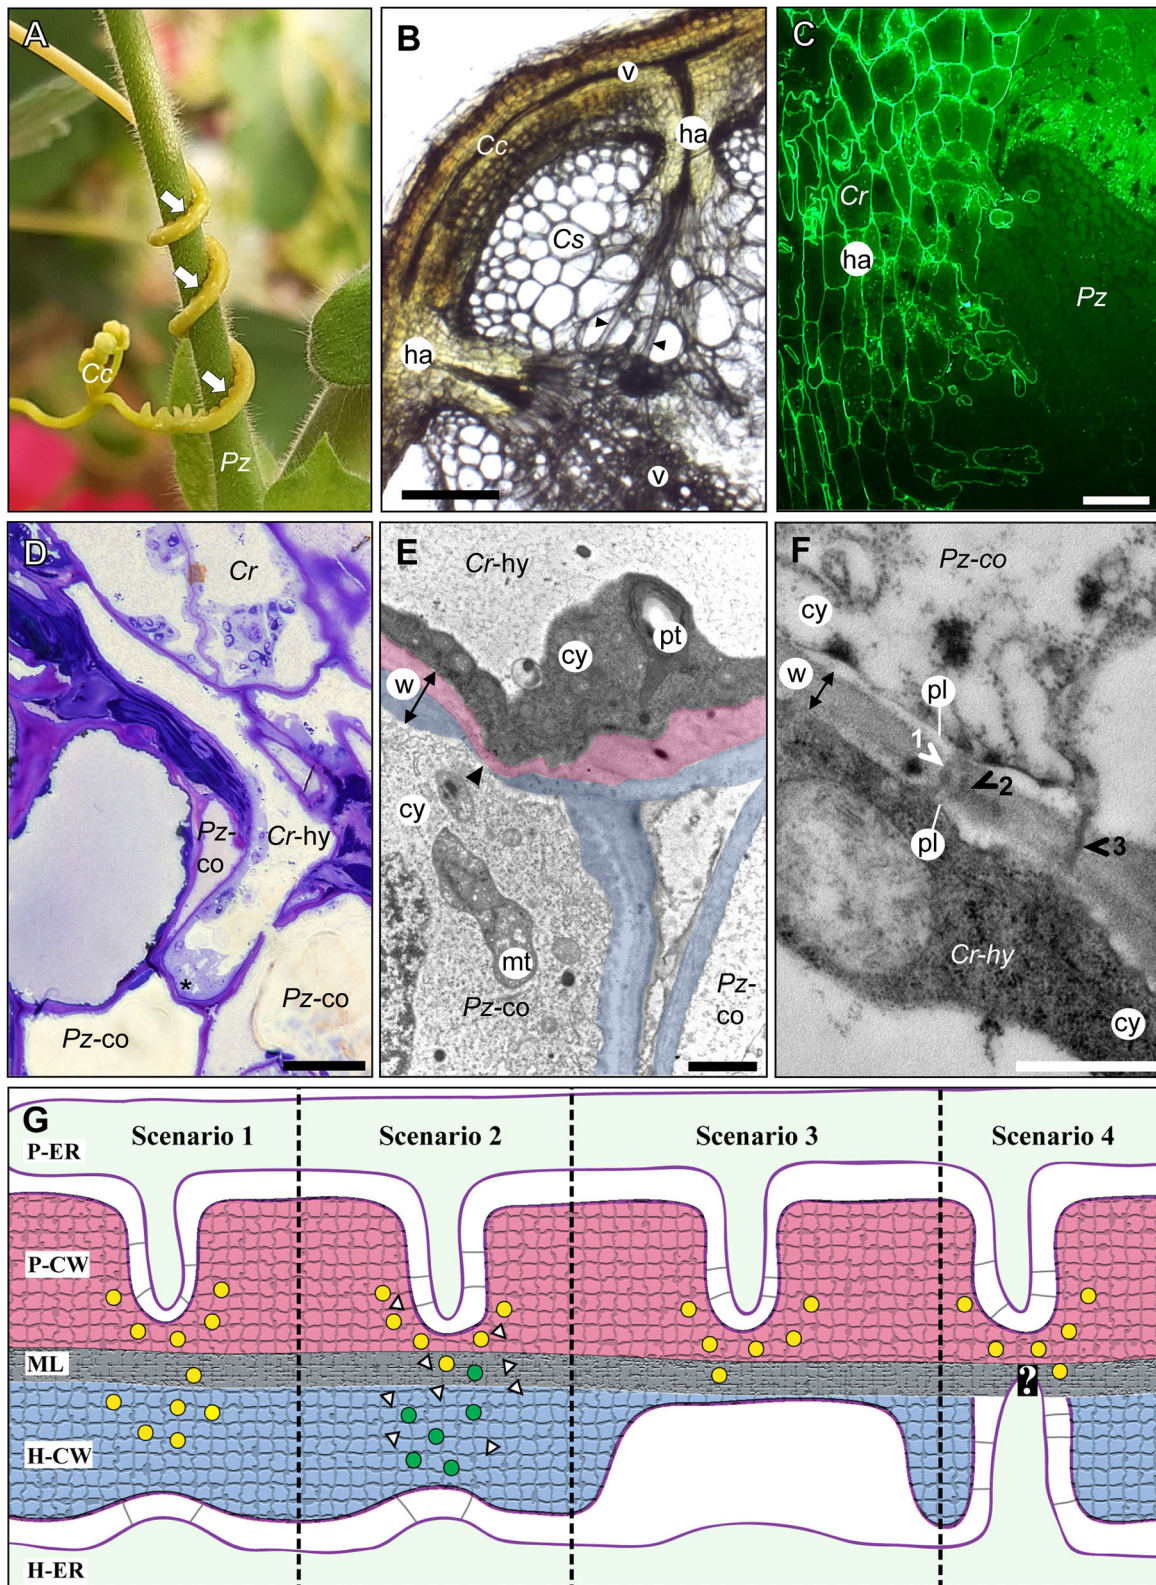 A
Cc
Pz
B
v
Cc
ha
Cs
ha
v
C
Cr
ha
Pz
D
Cr
Pz-
co
Cr-hy
*
Pz-co
Pz-co
E
Cr-hy
pt
cy
w
cy
mt
Pz-co
Pz-
co
F
Pz-co
cy
w
pl
1
2
pl
3
Cr-hy
cy
G
Scenario 1 Scenario 2 Scenario 3 Scenario 4
P-ER
P-CW
ML
?
H-CW
H-ER